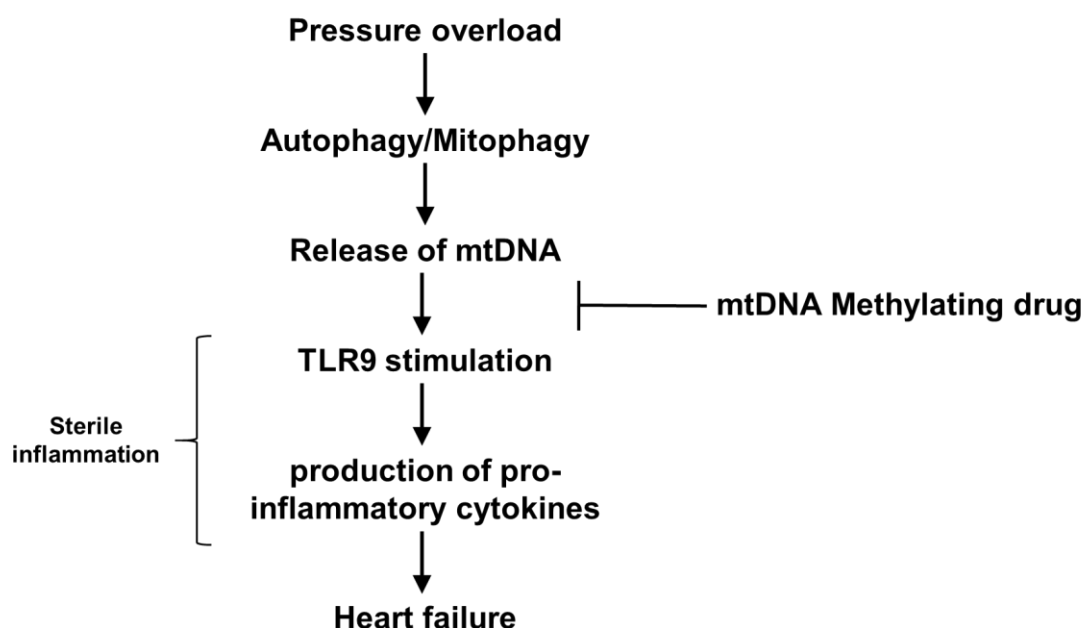 Pressure overload
Autophagy/Mitophagy
Release of mtDNA
mtDNA Methylating drug
TLR9 stimulation
Sterile
inflammation
production of pro-
inflammatory cytokines
Heart failure